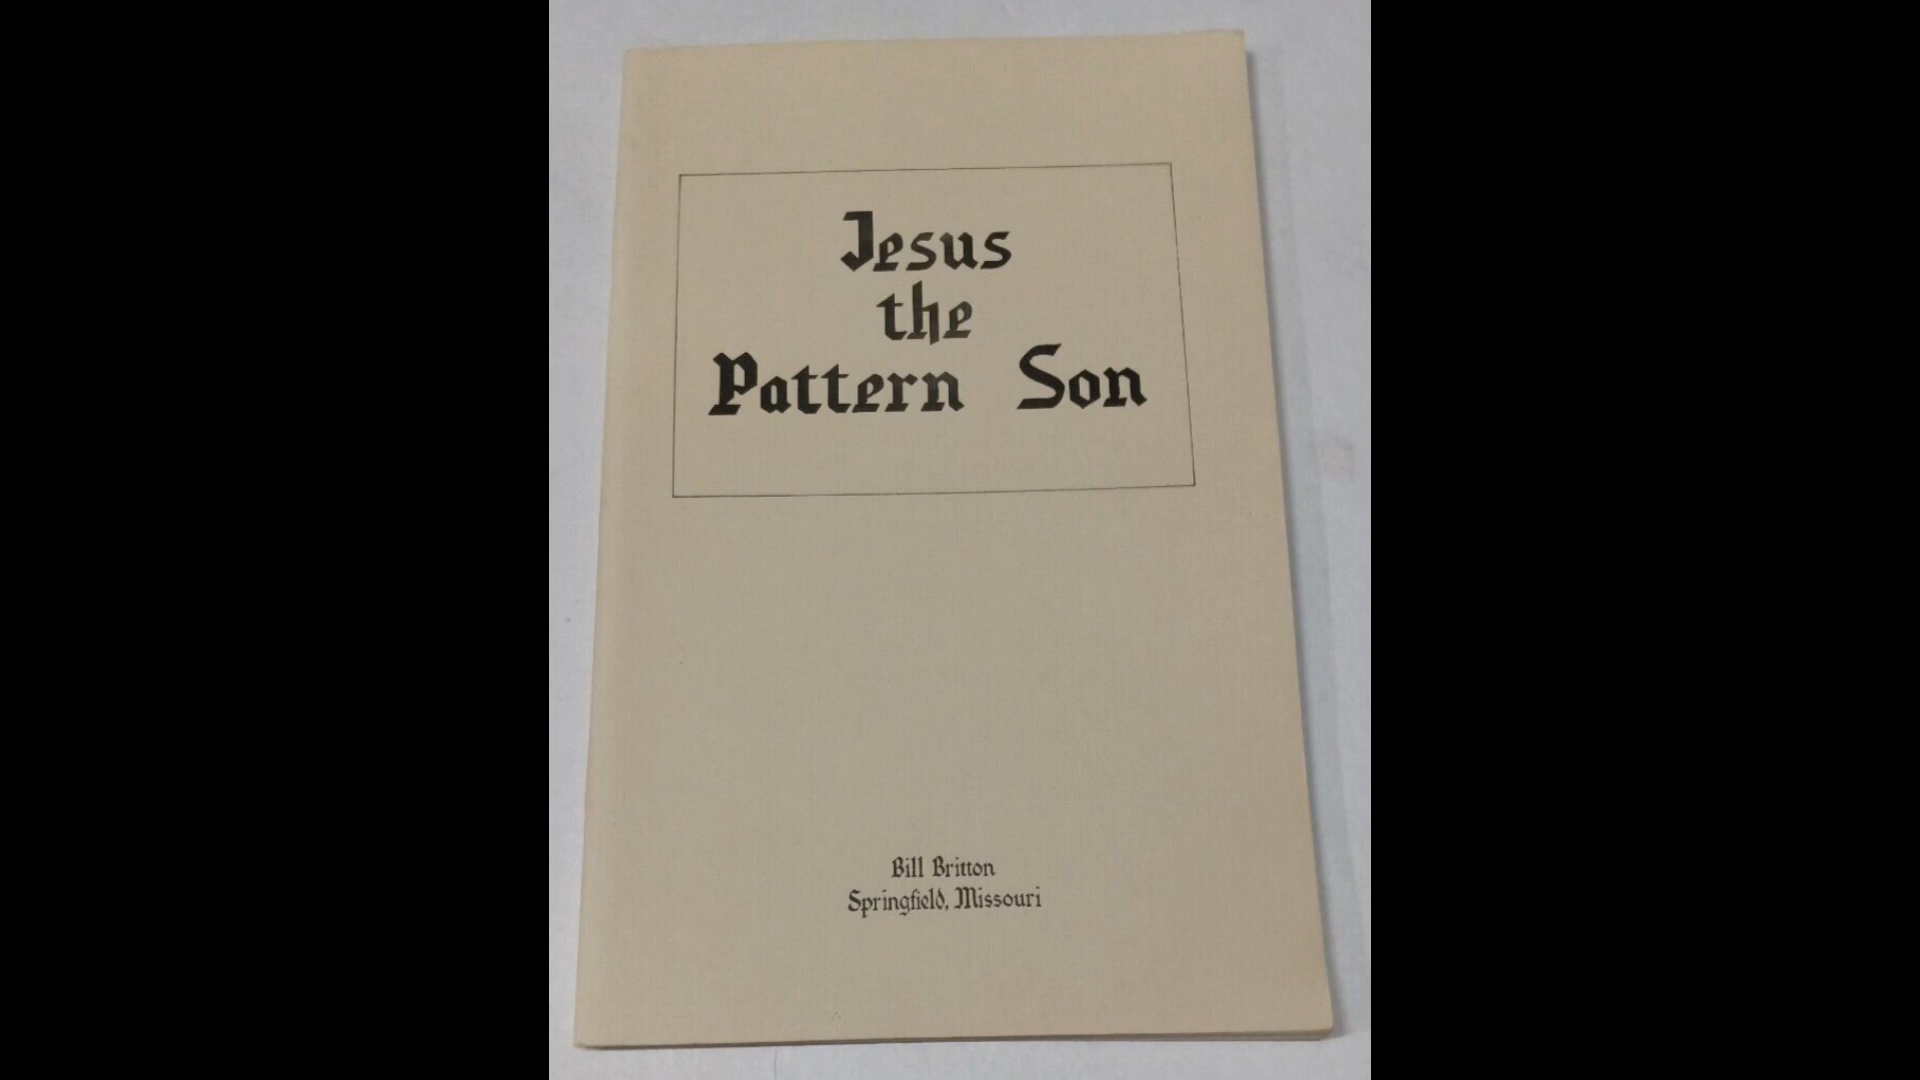 Jesus
the
Pattern Son
Bill Britton
Springfield, Missouri